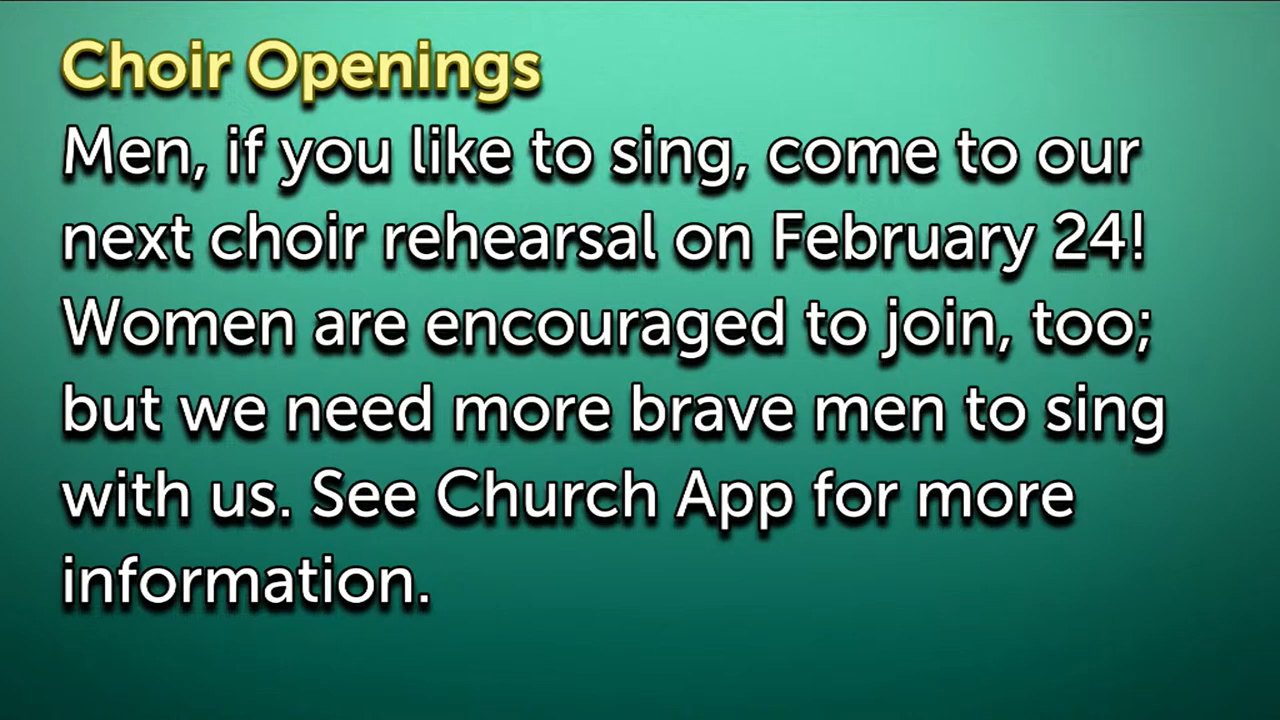 Choir Openings
Men, if you like to sing, come to our
next choir rehearsal on February 24!
Women are encouraged to join, too;
but we need more brave men to sing
with us. See Church App for more
information.